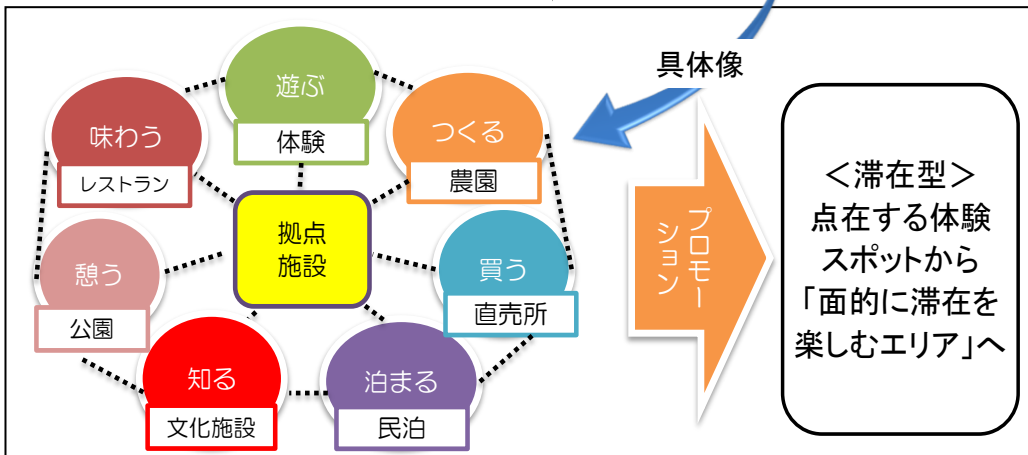 具体像
遊ぶ
体験
味わう
レストラン
つくる
農園
拠点
施設
憩う
公園
買う
直売所
知る
文化施設
泊まる
民泊
プロモー
ション
＜滞在型＞
点在する体験
スポットから
「面的に滞在を
楽しむエリア」へ